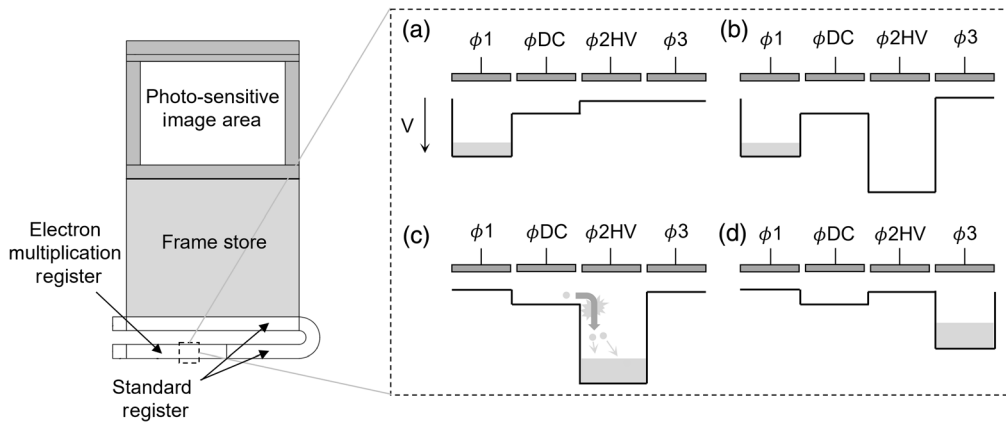 Photo-sensitive
image area
Frame store
Electron
multiplication
register
Standard
register
(a)
ϕ1 ϕDC ϕ2HV ϕ3
V
(b)
ϕ1 ϕDC ϕ2HV ϕ3
(c)
ϕ1 ϕDC ϕ2HV ϕ3
(d)
ϕ1 ϕDC ϕ2HV ϕ3